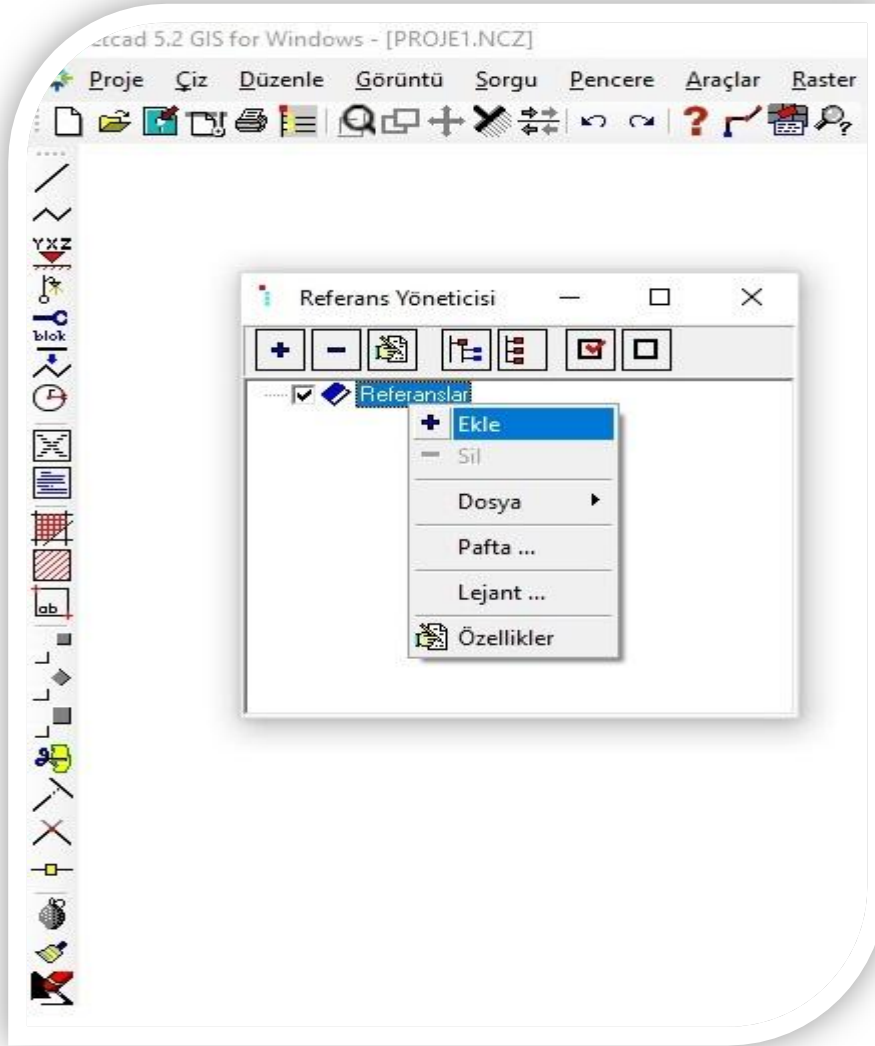 etcad 5.2 GIS for Windows - [PROJE1.NCZ]
Proje Çiz Düzenle Görüntü Sorgu Pencere Araçlar Raster
YXZ
blok
ab
Referans Yöneticisi
Referanslar
Ekle
Sil
Dosya
Pafta ...
Lejant ...
Özellikler